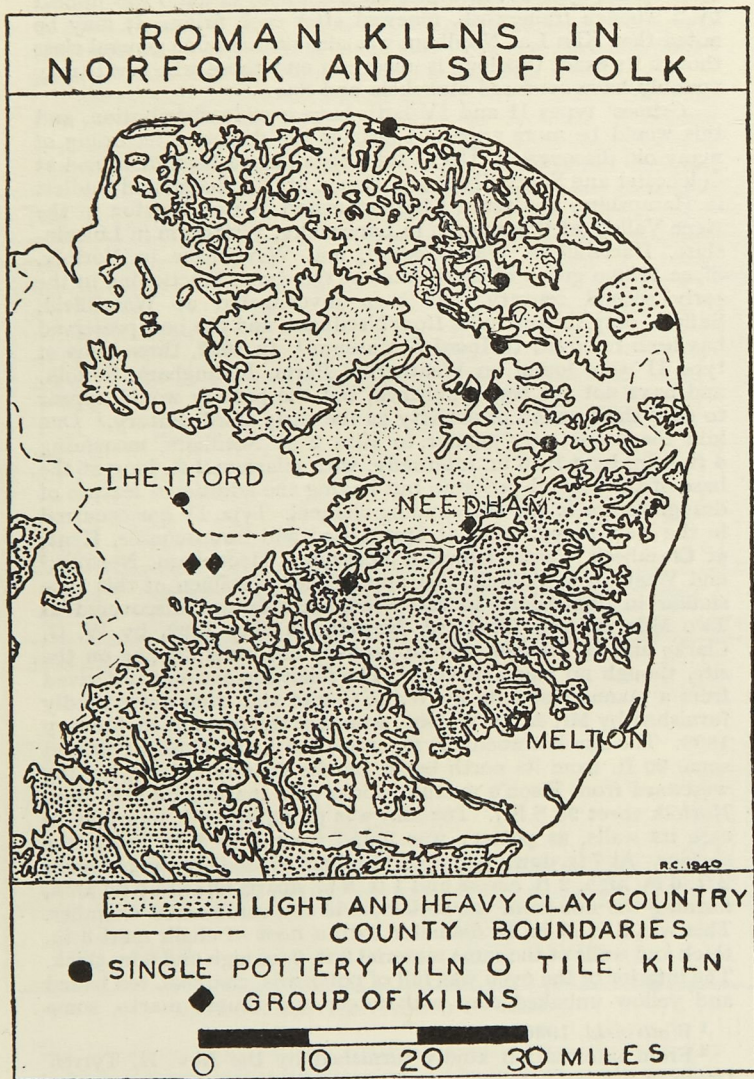 ROMAN KILNS IN
NORFOLK AND SUFFOLK
THETFORD
NEEDHAM
MELTON
R.C. 1940
LIGHT AND HEAVY CLAY COUNTRY
COUNTY BOUNDARIES
SINGLE POTTERY KILN O TILE KILN
GROUP OF KILNS
0 10 20 30 MILES